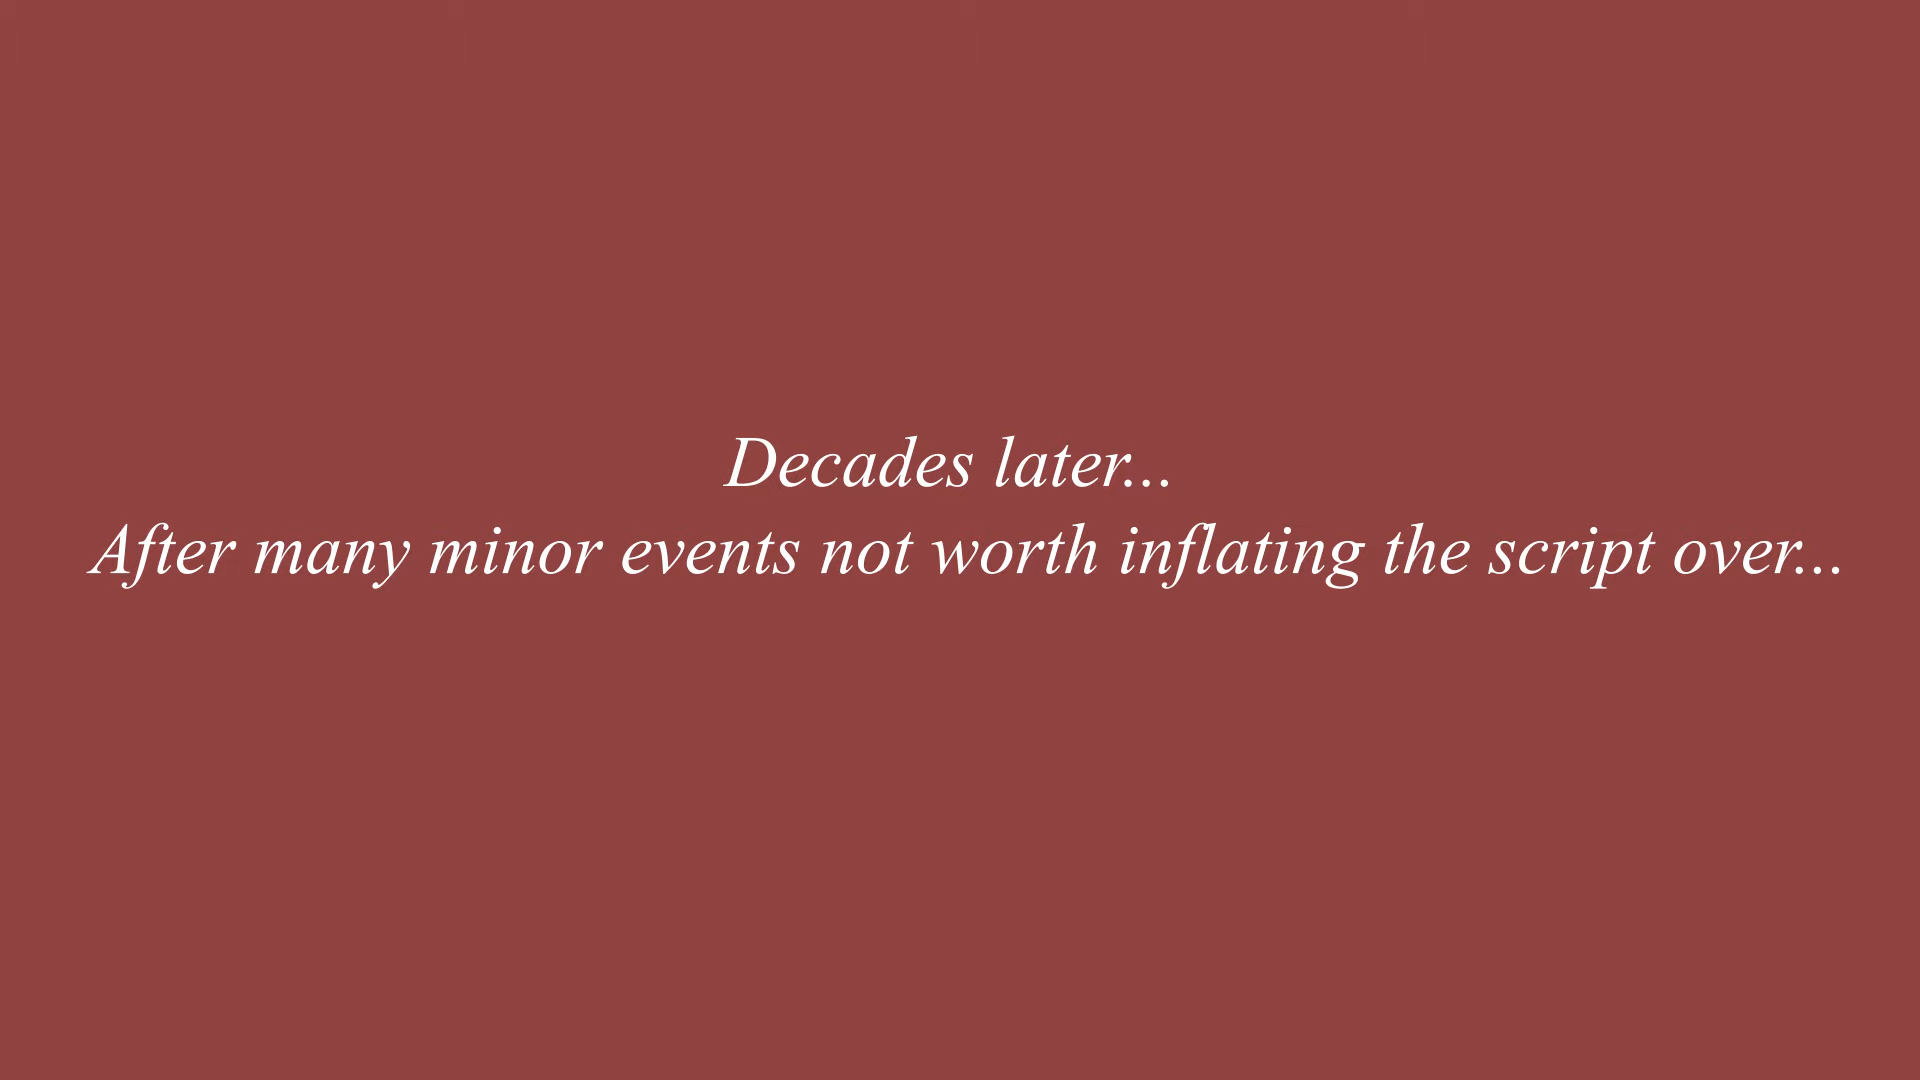 Decades later...
After many minor events not worth inflating the script over...